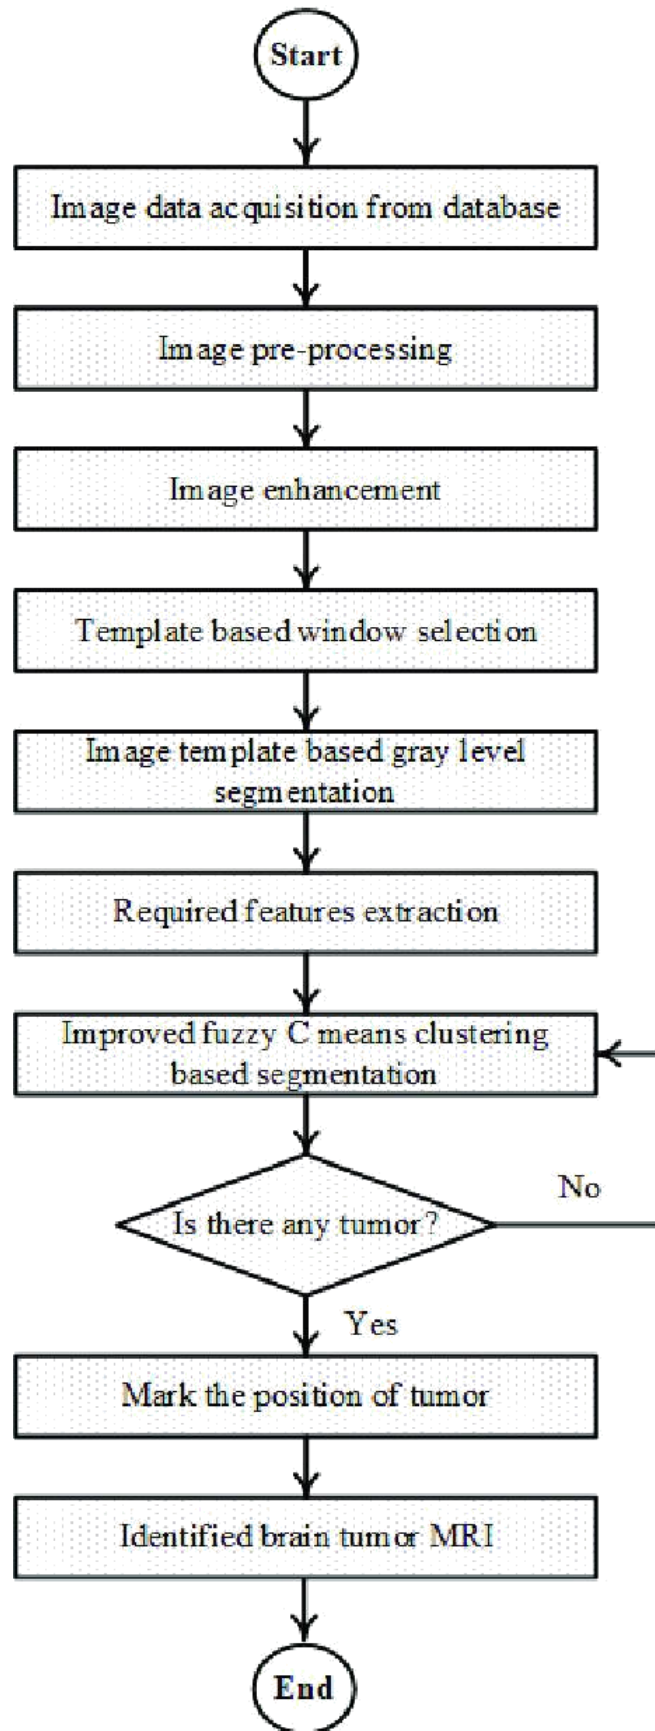 Start
Image data acquisition from database
Image pre-processing
Image enhancement
Template based window selection
Image template based gray level
segmentation
Required features extraction
Improved fuzzy C means clustering
based segmentation
Is there any tumor?
No
Yes
Mark the position of tumor
Identified brain tumor MRI
End